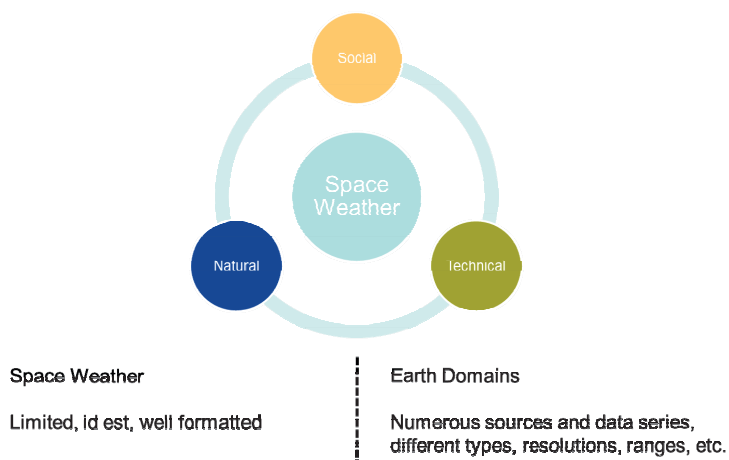 Social
Space
Weather
Natural
Technical
Space Weather
Limited, id est, well formatted
Earth Domains
Numerous sources and data series,
different types, resolutions, ranges, etc.